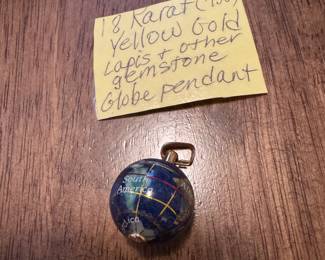 18 Karat (750)
Yellow Gold
Lapis + other
gemstone
Globe pendant
South
America